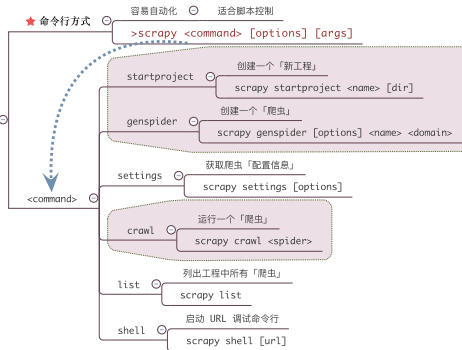 命令行方式
容易自动化
适合脚本控制
>scrapy <command> [options] [args]
<command>
startproject
创建一个「新工程」
scrapy startproject <name> [dir]
genspider
创建一个「爬虫」
scrapy genspider [options] <name> <domain>
settings
获取爬虫「配置信息」
scrapy settings [options]
crawl
运行一个「爬虫」
scrapy crawl <spider>
list
列出工程中所有「爬虫」
scrapy list
shell
启动 URL 调试命令行
scrapy shell [url]